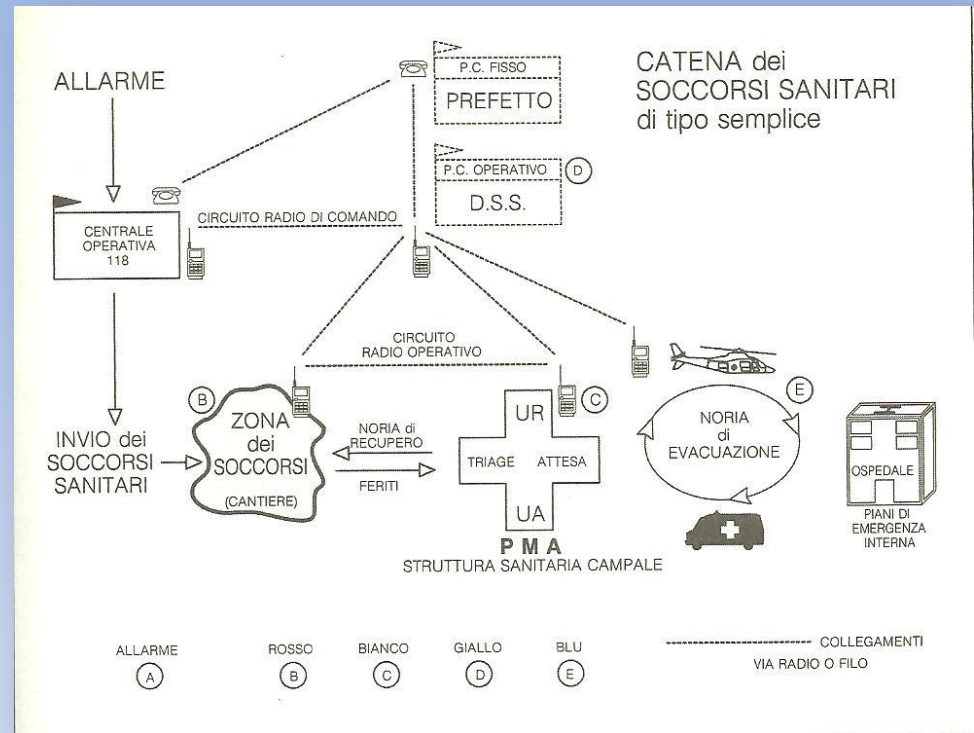 CATENA dei
SOCCORSI SANITARI
di tipo semplice
ALLARME
P.C. FISSO
PREFETTO
P.C. OPERATIVO
D
D.S.S.
CENTRALE
OPERATIVA
118
CIRCUITO RADIO DI COMANDO
CIRCUITO
RADIO OPERATIVO
INVIO dei
SOCCORSI
SANITARI
B
ZONA
dei
SOCCORSI
(CANTIERE)
NORIA di
RECUPERO
FERITI
C
UR
TRIAGE ATTESA
UA
PMA
STRUTTURA SANITARIA CAMPALE
E
NORIA
di
EVACUAZIONE
OSPEDALE
PIANI DI
EMERGENZA
INTERNA
ALLARME ROSSO BIANCO GIALLO BLU
A B C D E
COLLEGAMENTI
VIA RADIO O FILO